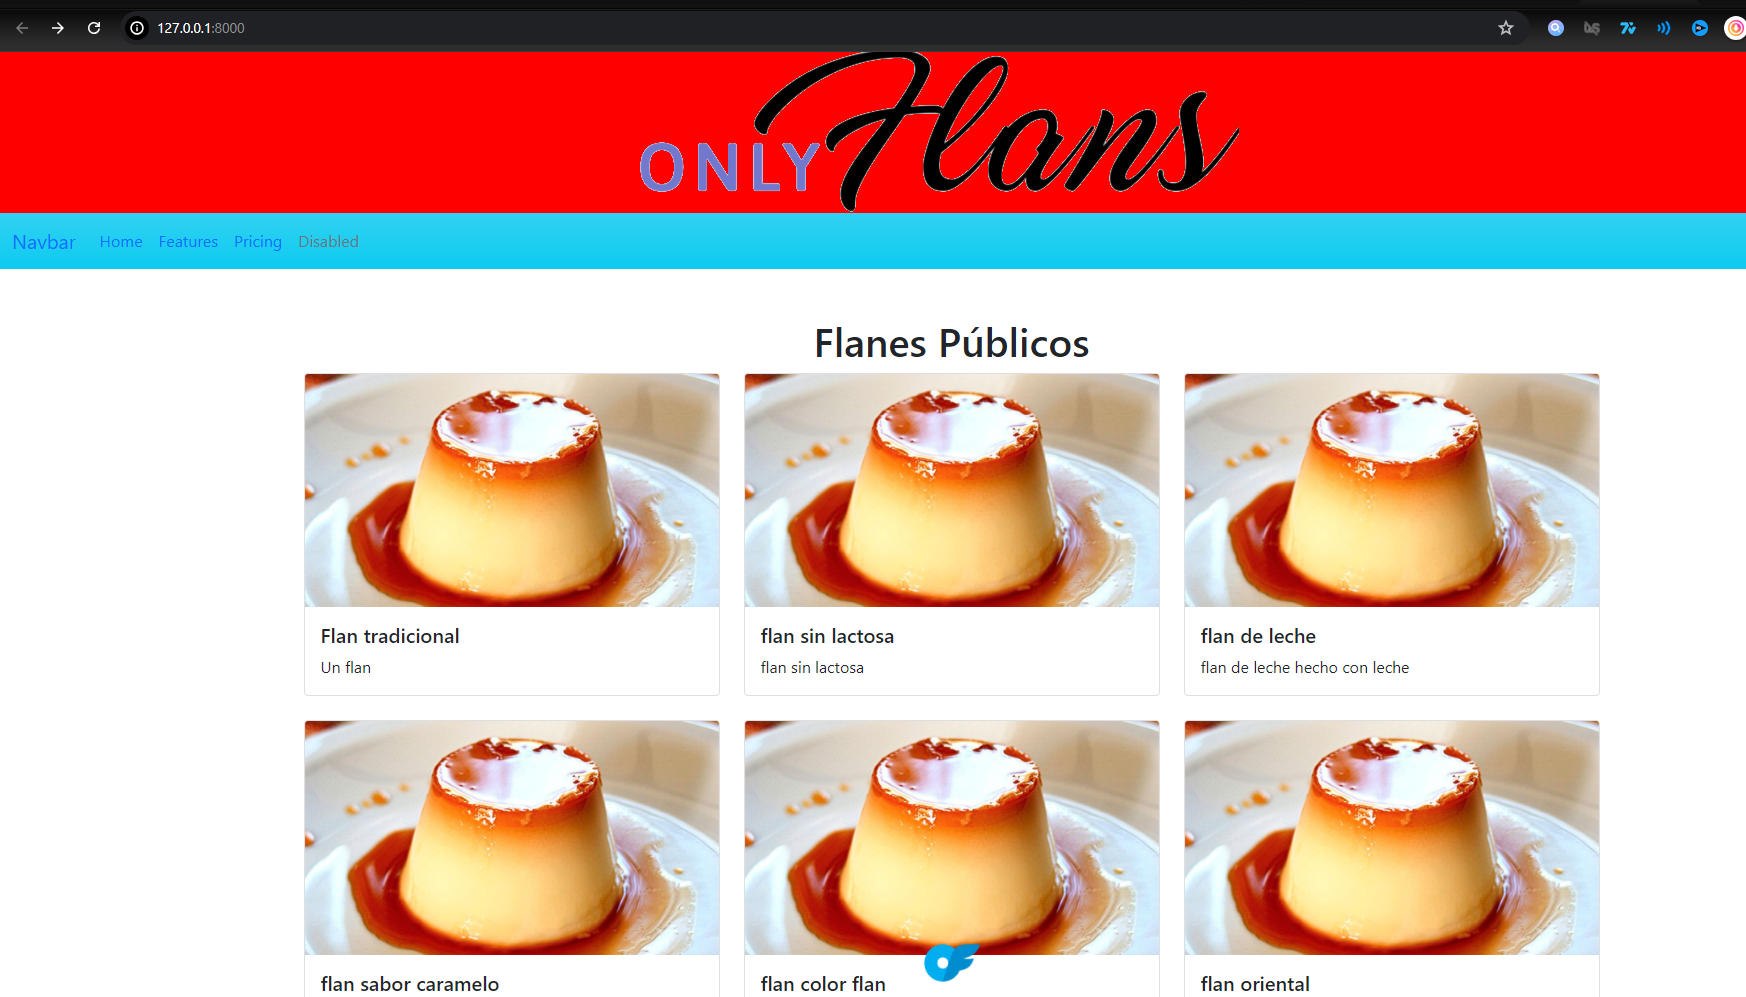 127.0.0.1:8000
ONLY Flans
Navbar Home Features Pricing Disabled
Flanes Públicos
Flan tradicional
Un flan
flan sin lactosa
flan sin lactosa
flan de leche
flan de leche hecho con leche
flan sabor caramelo
flan color flan
flan oriental